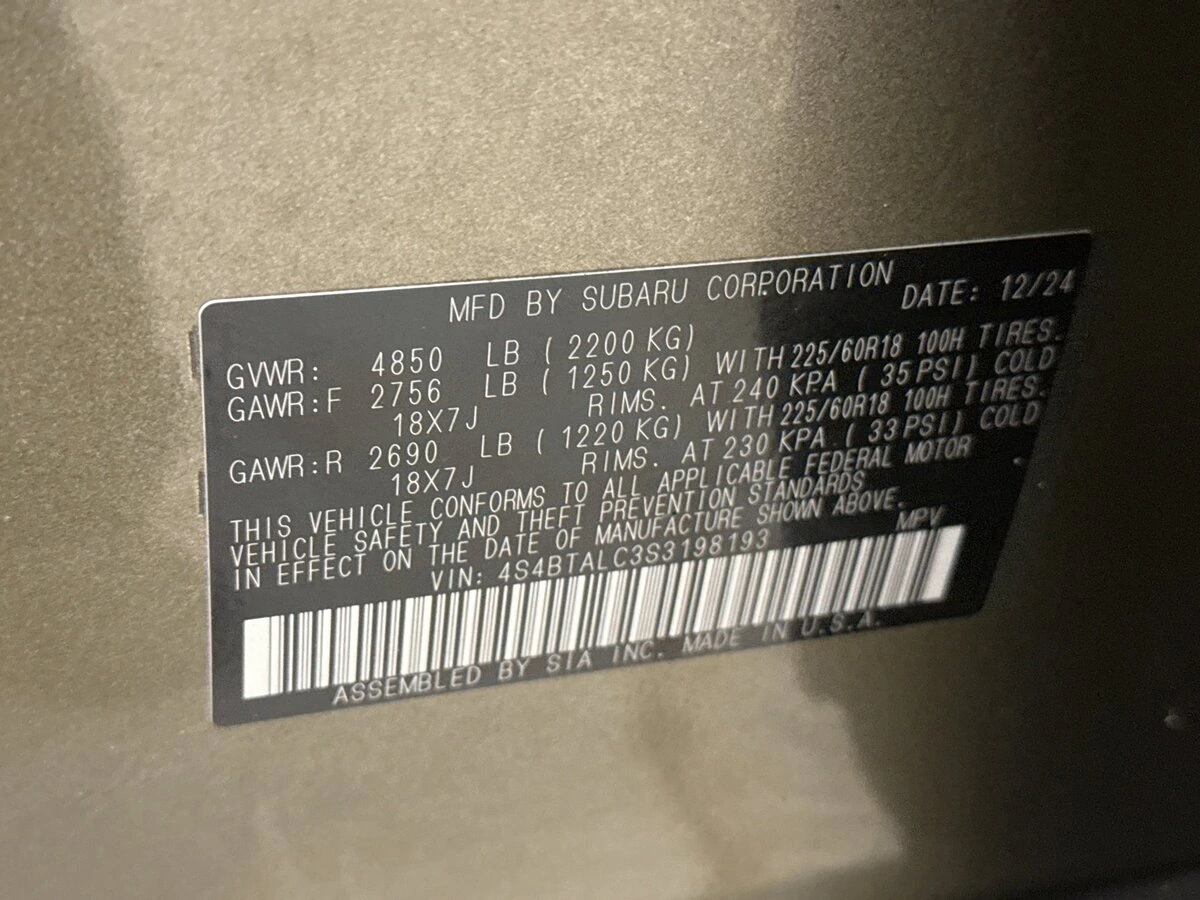 MFD BY SUBARU CORPORATION DATE: 12/24
GVWR: 4850 LB ( 2200 KG)
GAWR:F 2756 LB ( 1250 KG) WITH 225/60R18 100H TIRES.
18X7J RIMS. AT 240 KPA ( 35 PSI) COLD
GAWR:R 2690 LB ( 1220 KG) WITH 225/60R18 100H TIRES.
18X7J RIMS. AT 230 KPA ( 33 PSI) COLD
THIS VEHICLE CONFORMS TO ALL APPLICABLE FEDERAL MOTOR
VEHICLE SAFETY AND THEFT PREVENTION STANDARDS
IN EFFECT ON THE DATE OF MANUFACTURE SHOWN ABOVE.
VIN: 4S4BTALC3S3198193 MPV
ASSEMBLED BY SIA INC. MADE IN U.S.A.